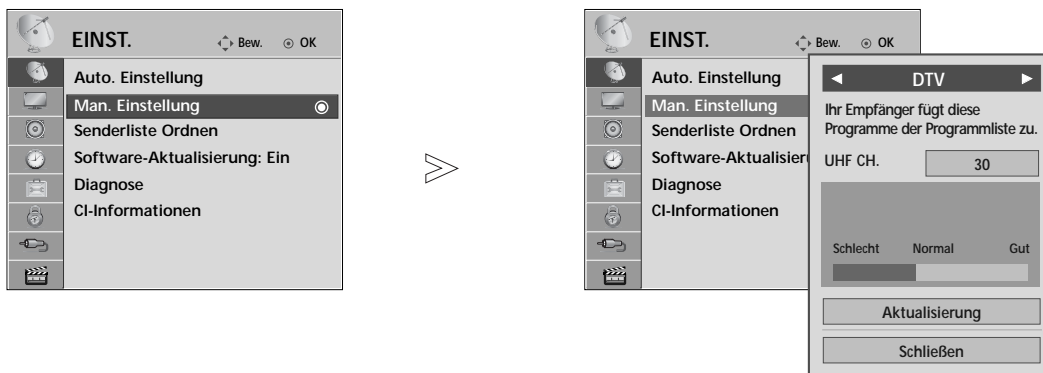 EINST. Bew. OK
Auto. Einstellung
Man. Einstellung
Senderliste Ordnen
Software-Aktualisierung: Ein
Diagnose
CI-Informationen
EINST. Bew. OK
Auto. Einstellung
Man. Einstellung
Senderliste Ordnen
Software-Aktualisier
Diagnose
CI-Informationen
◄ DTV ►
Ihr Empfänger fügt diese
Programme der Programmliste zu.
UHF CH. 30
Schlecht Normal Gut
Aktualisierung
Schließen